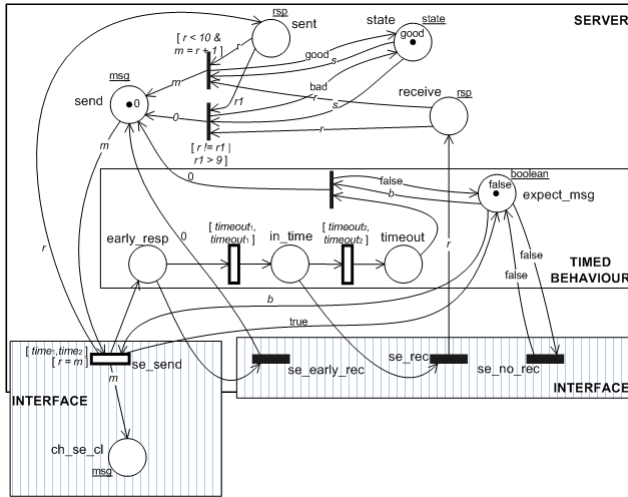 rsp
sent
state
state
SERVER
[ r < 10 &
m = r + 1 ]
r
good
s
good
msg
m
send
0
bad
r
receive
rsp
0
r1
s
r
m
[ r != r1 |
r1 > 9 ]
boolean
0
false
b
false
expect_msg
early_resp
0
[ timeout₁,
timeout₁ ]
in_time
[ timeout₂,
timeout₂ ]
timeout
r
r
false
false
TIMED
BEHAVIOUR
b
true
[ time₁,time₂ ]
[ r = m ]
se_send
m
se_early_rec
se_rec
se_no_rec
INTERFACE
INTERFACE
ch_se_cl
msg